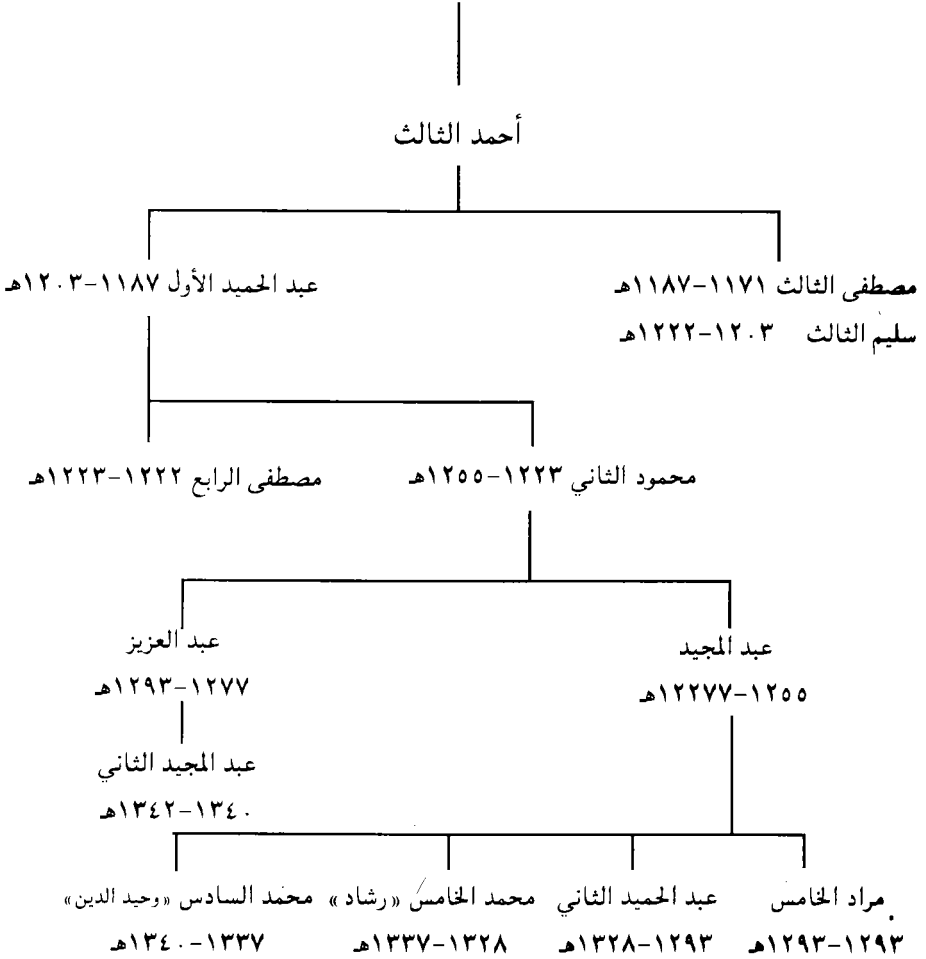 أحمد الثالث
مصطفى الثالث ١١٧١-١١٨٧هـ
سليم الثالث ١٢٠٣-١٢٢٢هـ
عبد الحميد الأول ١١٨٧-١٢٠٣هـ
محمود الثاني ١٢٢٣-١٢٥٥هـ
مصطفى الرابع ١٢٢٢-١٢٢٣هـ
عبد المجيد
١٢٥٥-١٢٢٧٧هـ
عبد العزيز
١٢٧٧-١٢٩٣هـ
عبد المجيد الثاني
١٣٤٠-١٣٤٢هـ
مراد الخامس
١٢٩٣-١٢٩٣هـ
عبد الحميد الثاني
١٢٩٣-١٣٢٨هـ
محمد الخامس «رشاد»
١٣٢٨-١٣٣٧هـ
محمد السادس «وحيد الدين»
١٣٣٧-١٣٤٠هـ